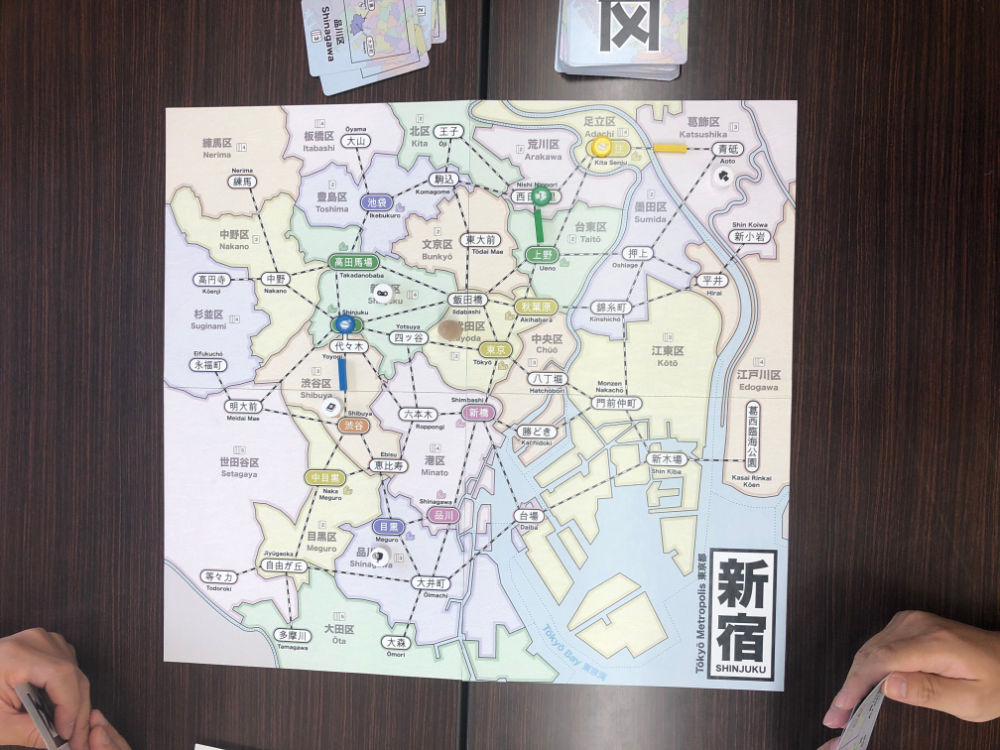 品川区
Shinagawa
区
足立区
Adachi
葛飾区
Katsushika
板橋区
Itabashi
Ōyama
大山
北区
Kita
王子
荒川区
Arakawa
Kita Senju
青砥
Aoto
練馬区
Nerima
Nerima
練馬
豊島区
Toshima
池袋
Ikebukuro
駒込
Komagome
Nishi Nippori
西日
墨田区
Sumida
台東区
Taitō
Shin Koiwa
新小岩
中野区
Nakano
文京区
Bunkyō
東大前
Tōdai Mae
高田馬場
Takadanobaba
上野
Ueno
押上
Oshiage
高円寺
Kōenji
中野
Nakano
平井
Hirai
飯田橋
Iidabashi
秋葉原
Akihabara
錦糸町
Kinshichō
杉並区
Suginami
Shinjuku
代々木
Yotsuya
四ツ谷
東京
Tōkyō
中央区
Chūō
江東区
Kōtō
江戸川区
Edogawa
Eifukuchō
永福町
渋谷区
Shibuya
八丁堀
Hatchobori
Monzen
Nakachō
門前仲町
明大前
Meidai Mae
Shibuya
渋谷
六本木
Roppongi
Shimbashi
新橋
勝どき
葛西臨海公園
Kasai Rinkai
Kōen
世田谷区
Setagaya
Ebisu
恵比寿
港区
Minato
新木場
Shin Kiba
中目黒
Naka
Meguro
Shinagawa
品川
目黒
Meguro
台場
Daiba
目黒区
Meguro
Jiyūgaoka
自由が丘
等々力
Todoroki
大井町
Ōimachi
多摩川
Tamagawa
大田区
Ōta
大森
Ōmori
Tōkyō Bay 東京湾
Tōkyō Metropolis 東京都
新宿
SHINJUKU